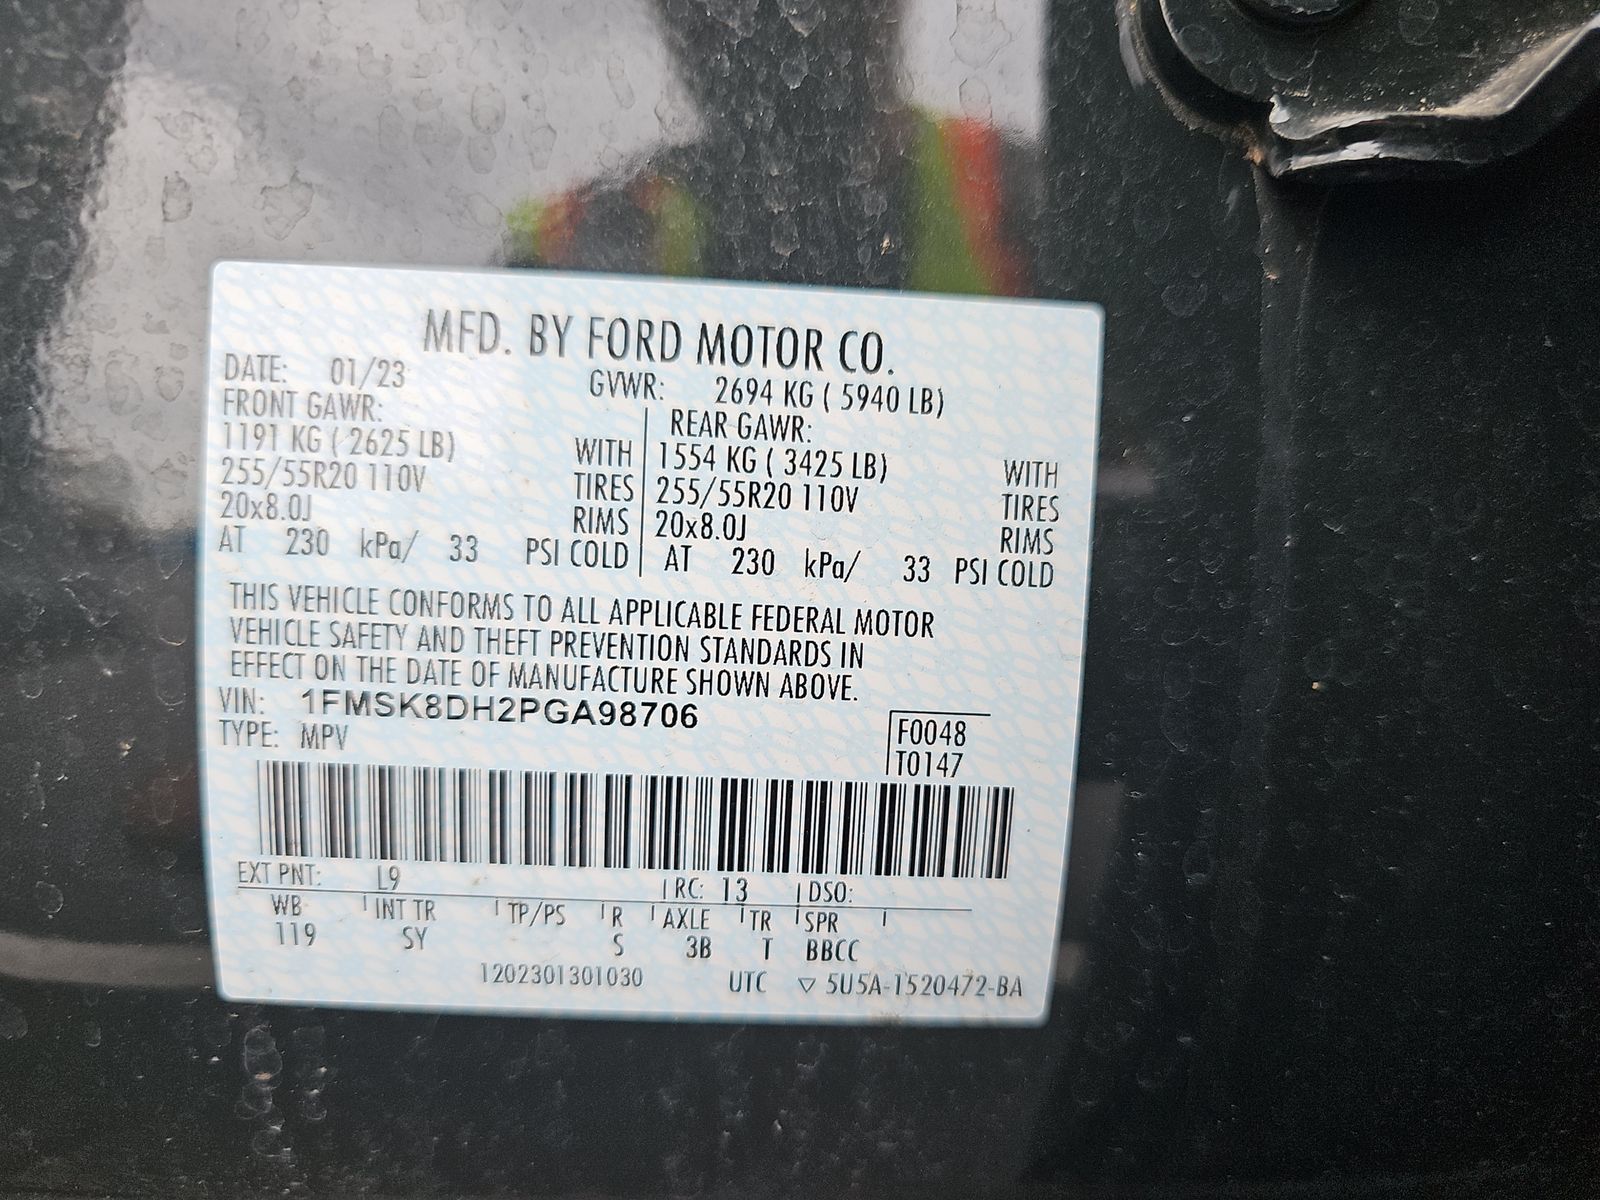 MFD. BY FORD MOTOR CO.
DATE: 01/23 GVWR: 2694 KG ( 5940 LB)
FRONT GAWR: REAR GAWR:
1191 KG ( 2625 LB) WITH 1554 KG ( 3425 LB) WITH
255/55R20 110V TIRES 255/55R20 110V TIRES
20x8.0J RIMS 20x8.0J RIMS
AT 230 kPa/ 33 PSI COLD AT 230 kPa/ 33 PSI COLD
THIS VEHICLE CONFORMS TO ALL APPLICABLE FEDERAL MOTOR
VEHICLE SAFETY AND THEFT PREVENTION STANDARDS IN
EFFECT ON THE DATE OF MANUFACTURE SHOWN ABOVE.
VIN: 1FMSK8DH2PGA98706
TYPE: MPV
F0048
T0147
EXT PNT: L9 RC: 13 DSO:
WB INT TR TP/PS R AXLE TR SPR
119 SY S 3B T BBCC
1202301301030 UTC ▽ 5U5A-1520472-BA